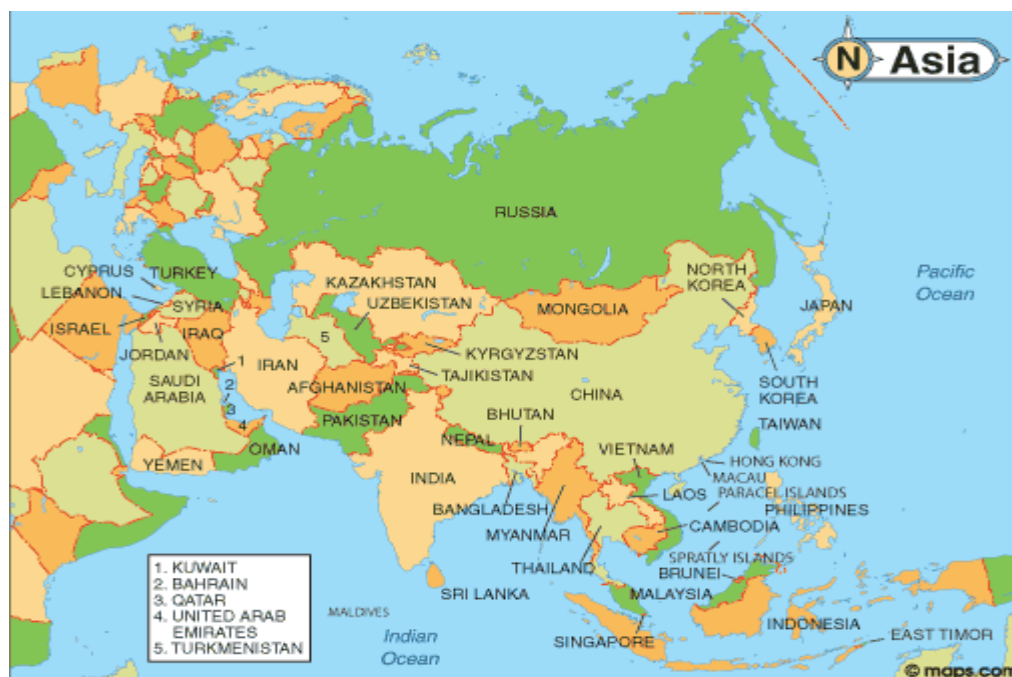 N Asia
RUSSIA
Pacific
Ocean
CYPRUS
TURKEY
LEBANON
SYRIA
ISRAEL
IRAQ
JORDAN
KAZAKHSTAN
UZBEKISTAN
MONGOLIA
NORTH
KOREA
JAPAN
5
KYRGYZSTAN
TAJIKISTAN
1
IRAN
SAUDI
ARABIA
2
3
4
AFGHANISTAN
PAKISTAN
CHINA
SOUTH
KOREA
TAIWAN
BHUTAN
NEPAL
OMAN
YEMEN
INDIA
VIETNAM
HONG KONG
MACAU
LAOS
PARACEL ISLANDS
PHILIPPINES
BANGLADESH
CAMBODIA
MYANMAR
SPRATLY ISLANDS
THAILAND
BRUNEI
SRI LANKA
MALAYSIA
MALDIVES
INDONESIA
SINGAPORE
EAST TIMOR
Indian
Ocean
1. KUWAIT
2. BAHRAIN
3. QATAR
4. UNITED ARAB
EMIRATES
5. TURKMENISTAN
© maps.com